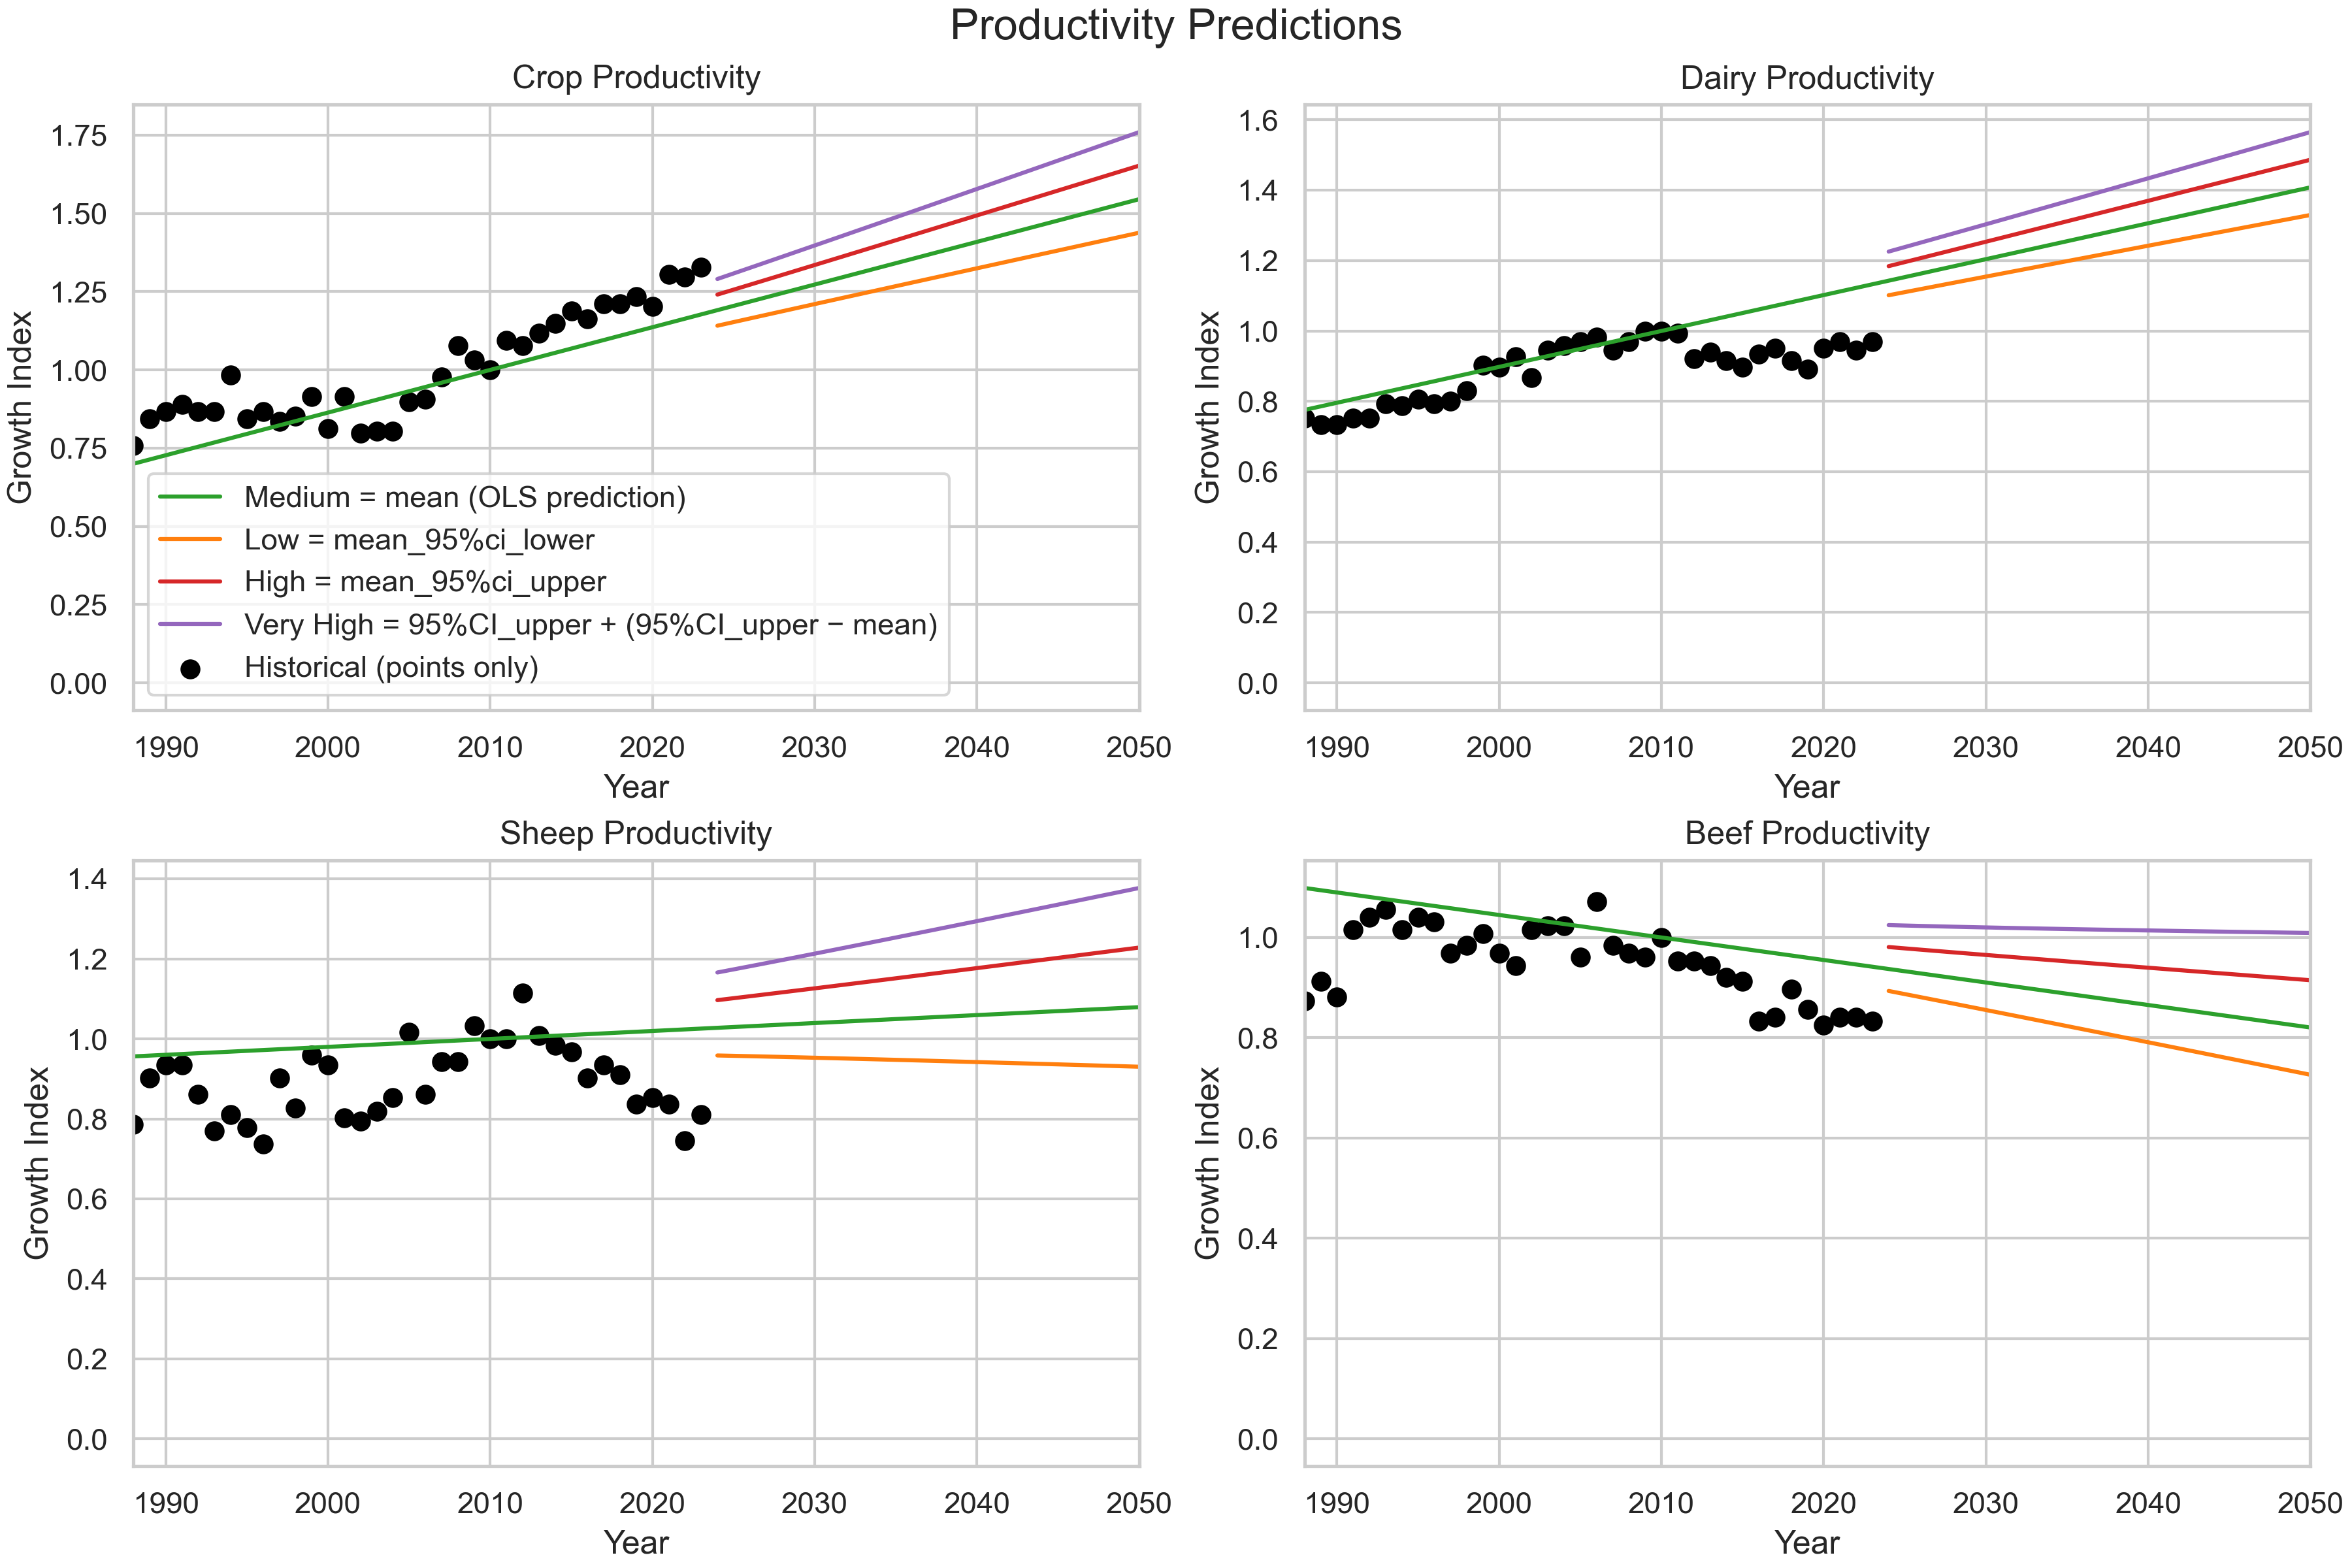 Productivity Predictions
Crop Productivity
Growth Index
1.75
1.50
1.25
1.00
0.75
0.50
0.25
0.00
Medium = mean (OLS prediction)
Low = mean_95%ci_lower
High = mean_95%ci_upper
Very High = 95%CI_upper + (95%CI_upper − mean)
Historical (points only)
1990 2000 2010 2020 2030 2040 2050
Year
Dairy Productivity
Growth Index
1.6
1.4
1.2
1.0
0.8
0.6
0.4
0.2
0.0
1990 2000 2010 2020 2030 2040 2050
Year
Sheep Productivity
Growth Index
1.4
1.2
1.0
0.8
0.6
0.4
0.2
0.0
1990 2000 2010 2020 2030 2040 2050
Year
Beef Productivity
Growth Index
1.0
0.8
0.6
0.4
0.2
0.0
1990 2000 2010 2020 2030 2040 2050
Year